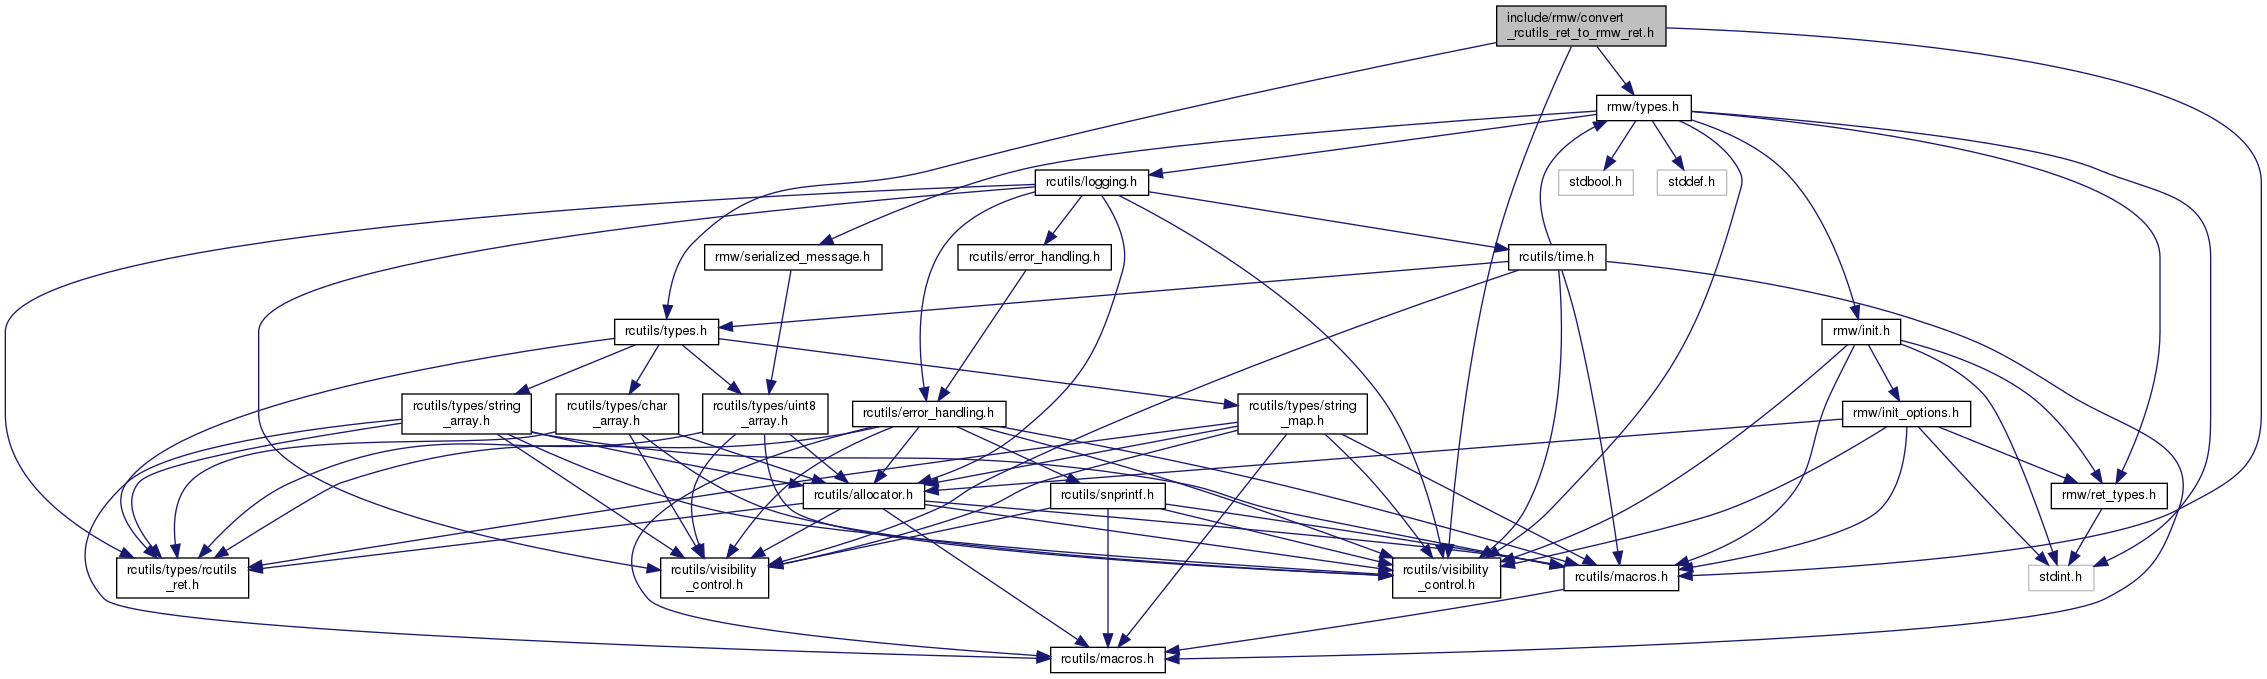 include/rmw/convert
_rcutils_ret_to_rmw_ret.h
rmw/types.h
rcutils/logging.h
stdbool.h
stddef.h
rmw/serialized_message.h
rcutils/error_handling.h
rcutils/time.h
rcutils/types.h
rmw/init.h
rcutils/types/string
_array.h
rcutils/types/char
_array.h
rcutils/types/uint8
_array.h
rcutils/error_handling.h
rcutils/types/string
_map.h
rmw/init_options.h
rcutils/allocator.h
rcutils/snprintf.h
rmw/ret_types.h
rcutils/types/rcutils
_ret.h
rcutils/visibility
_control.h
rcutils/visibility
_control.h
rcutils/macros.h
stdint.h
rcutils/macros.h